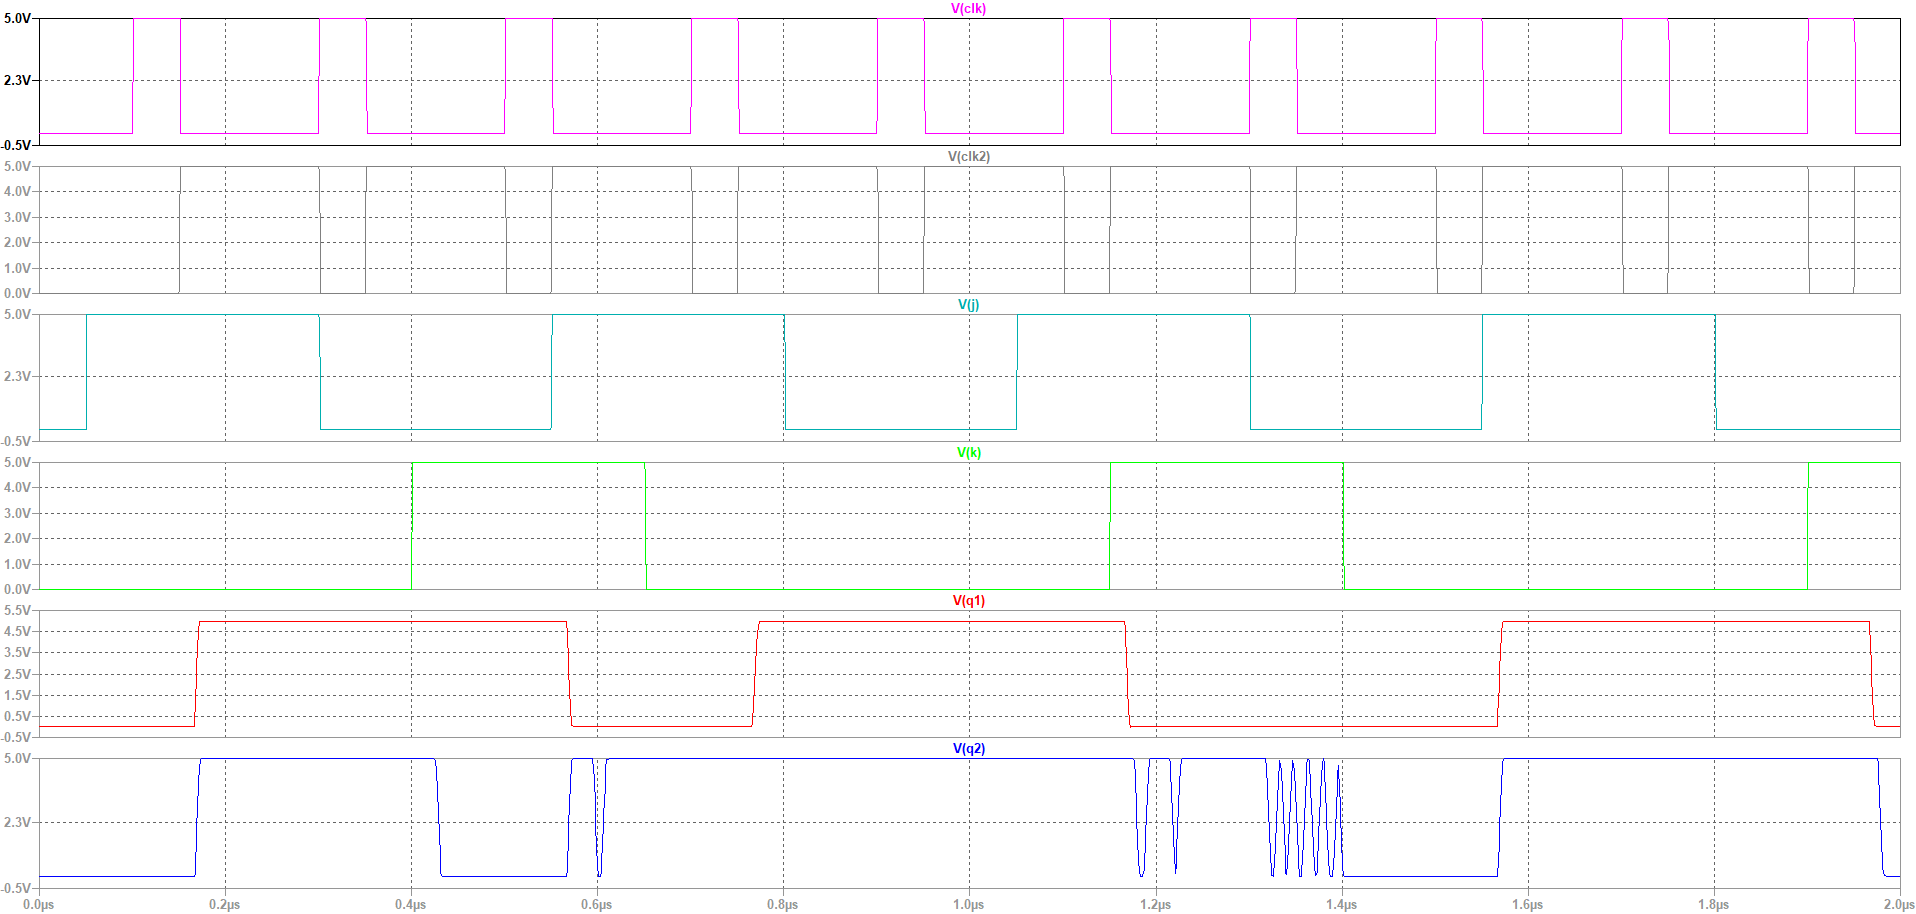 V(clk)
5.0V
2.3V
-0.5V
V(clk2)
5.0V
4.0V
3.0V
2.0V
1.0V
0.0V
V(j)
5.0V
2.3V
-0.5V
V(k)
5.0V
4.0V
3.0V
2.0V
1.0V
0.0V
V(q1)
5.5V
4.5V
3.5V
2.5V
1.5V
0.5V
-0.5V
V(q2)
5.0V
2.3V
-0.5V
0.0µs 0.2µs 0.4µs 0.6µs 0.8µs 1.0µs 1.2µs 1.4µs 1.6µs 1.8µs 2.0µs